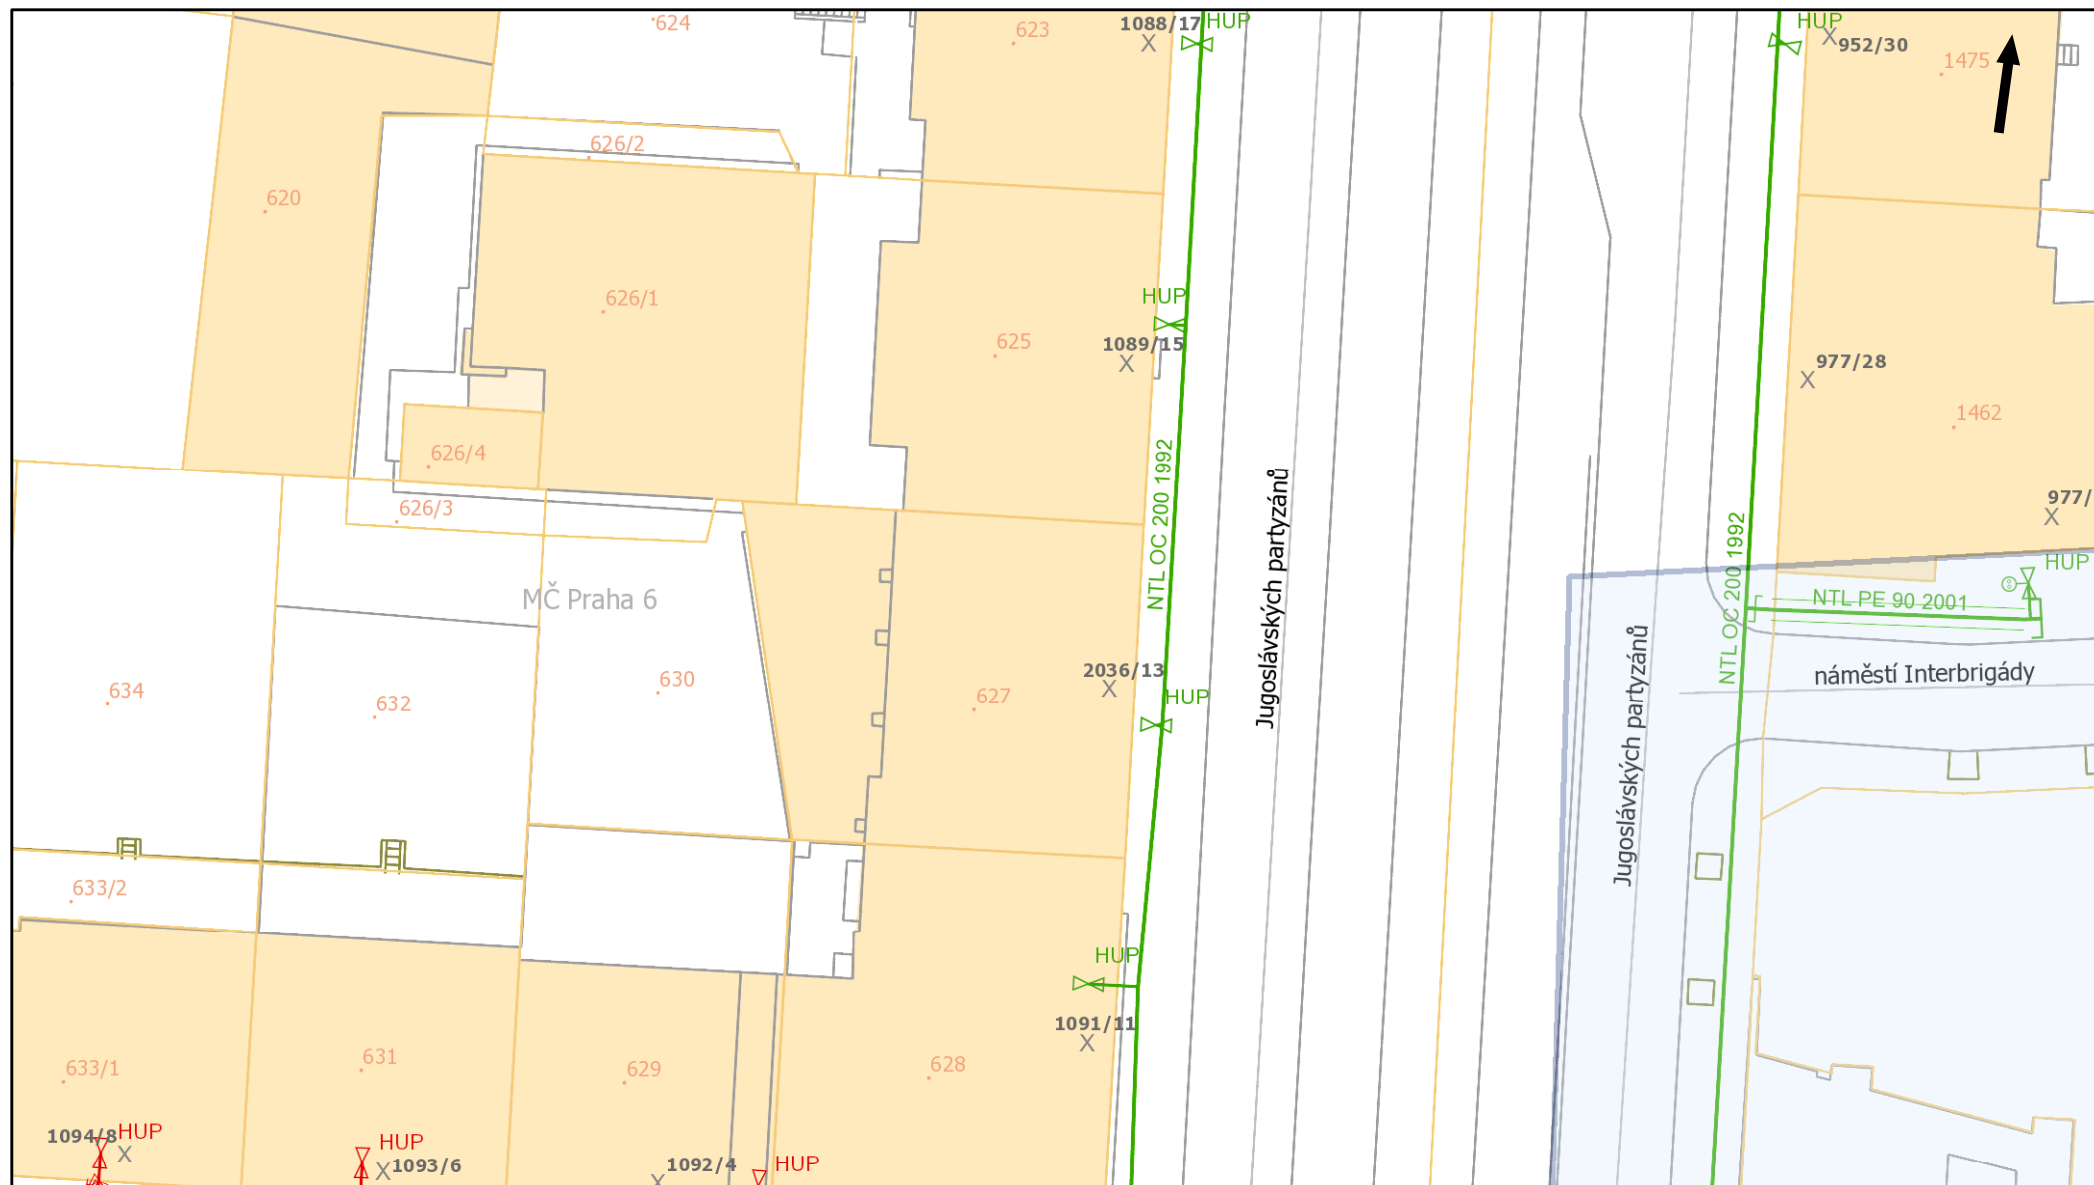 624
623
1088/17
HUP
HUP
952/30
1475
626/2
620
626/1
HUP
1089/15
625
977/28
1462
626/4
626/3
977/
NTL OC 200 1992
Jugoslávských partyzánů
NTL OC 200 1992
HUP
NTL PE 90 2001
MČ Praha 6
náměstí Interbrigády
Jugoslávských partyzánů
634
632
630
627
2036/13
HUP
633/2
HUP
1091/11
633/1
631
629
628
1094/8
HUP
HUP
1093/6
1092/4
HUP